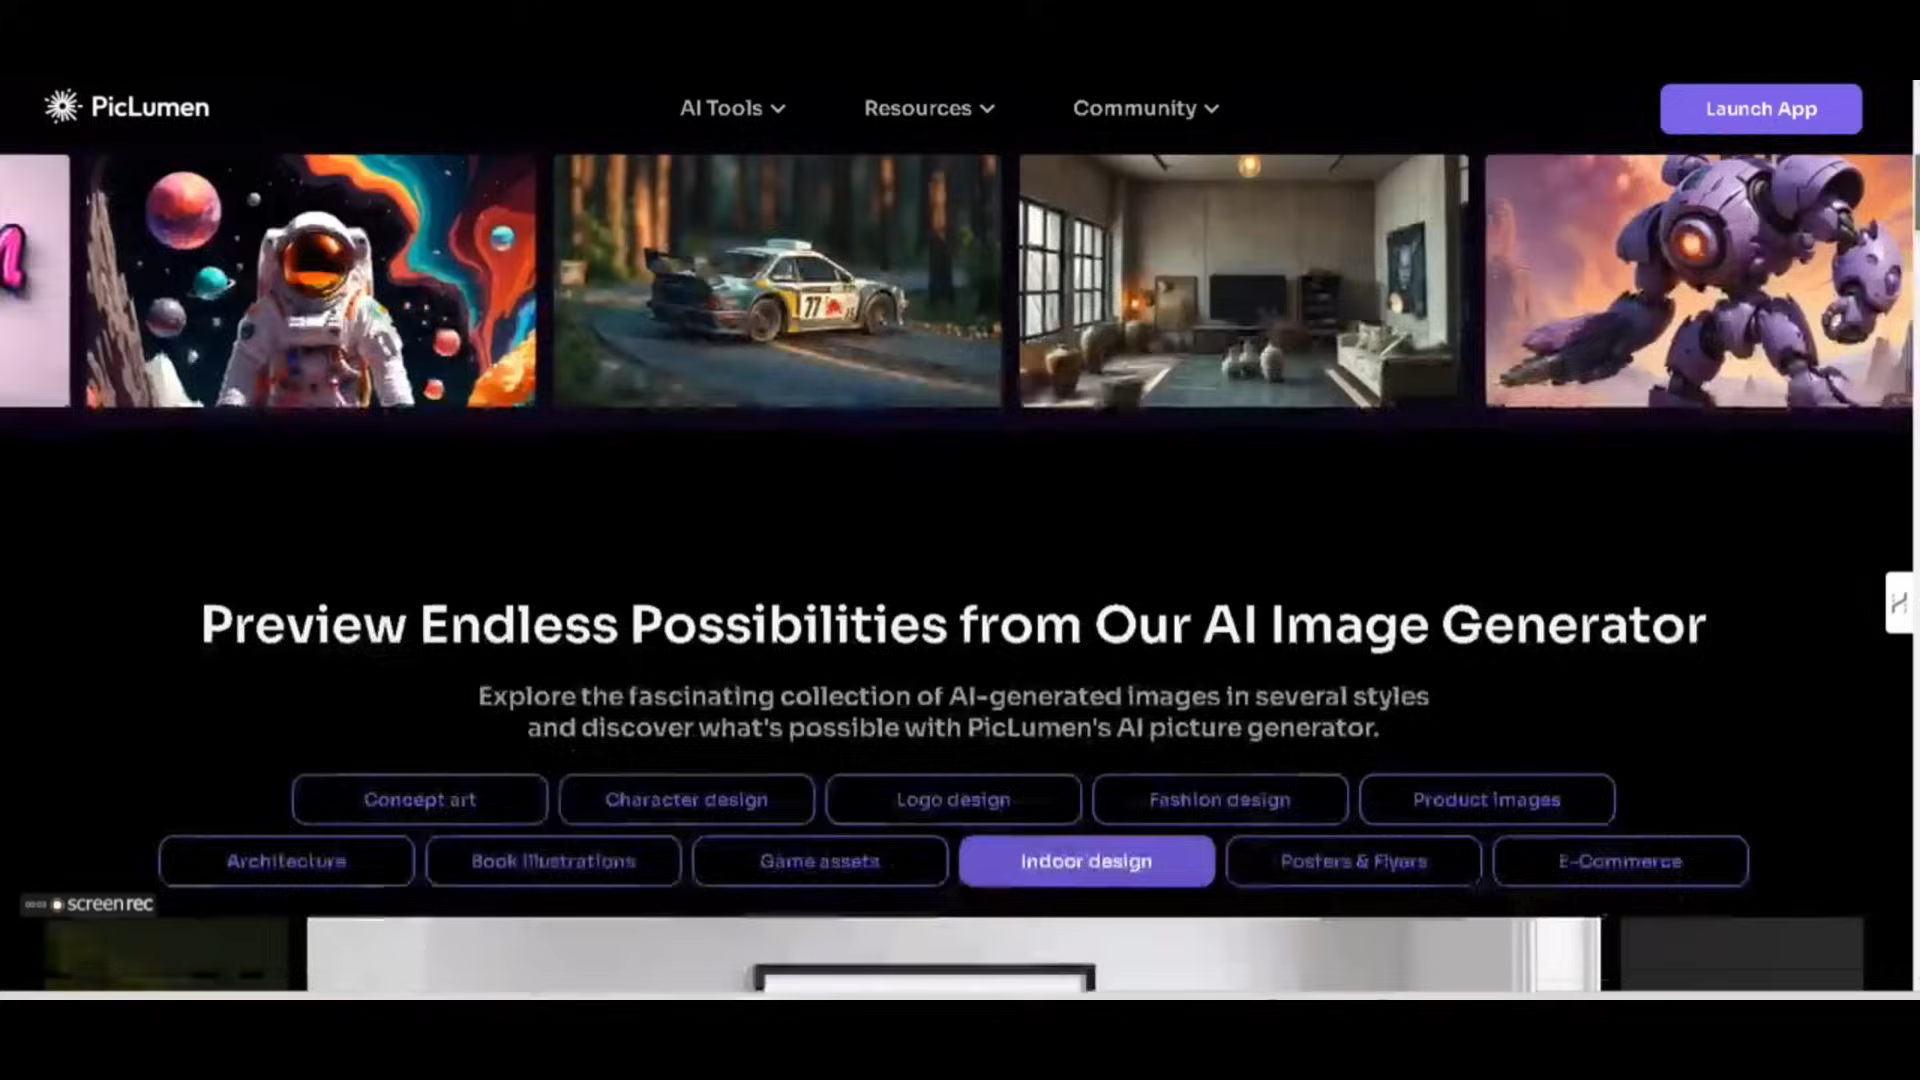 PicLumen
AI Tools
Resources
Community
Launch App
77
Preview Endless Possibilities from Our AI Image Generator
Explore the fascinating collection of AI-generated images in several styles
and discover what's possible with PicLumen's AI picture generator.
Concept art
Character design
Logo design
Fashion design
Product images
Architecture
Book Illustrations
Game assets
Indoor design
Posters & Flyers
E-Commerce
screenrec